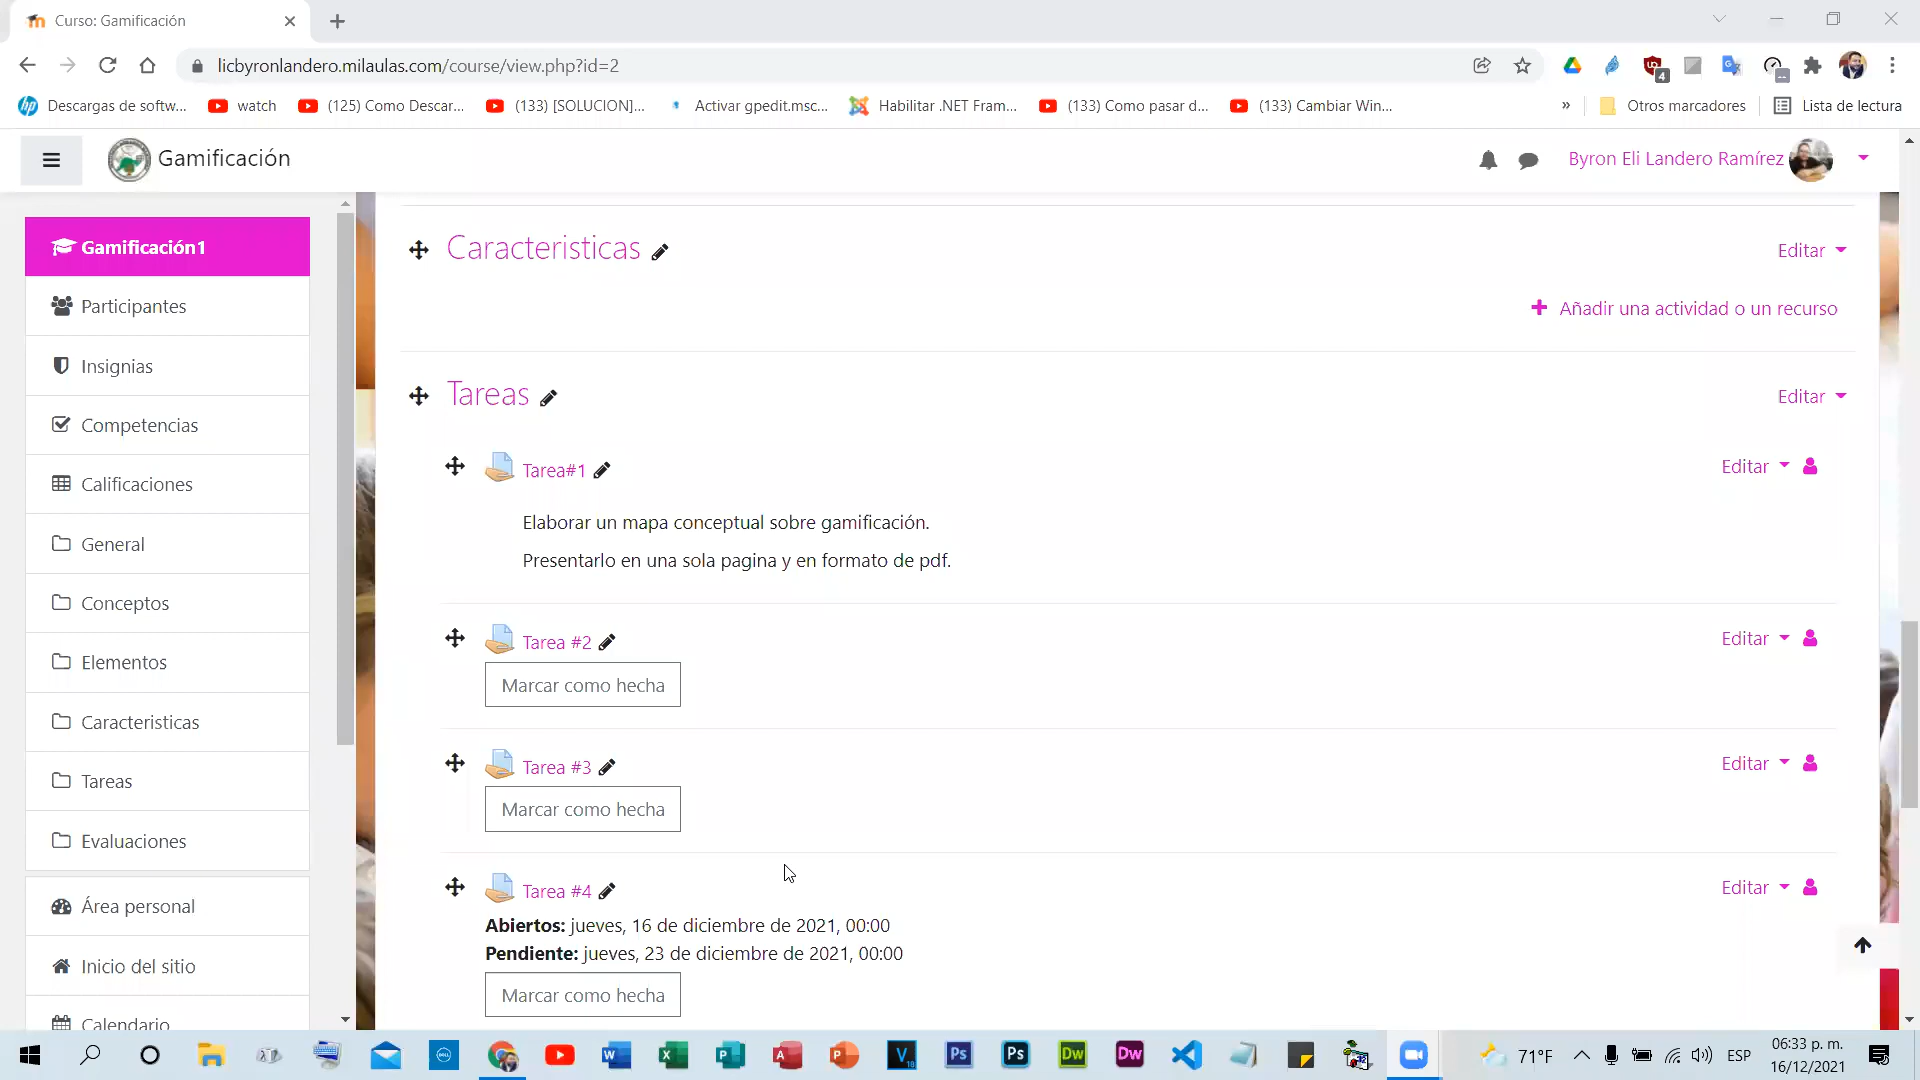 Curso: Gamificación
licbyronlandero.milaulas.com/course/view.php?id=2
4
Descargas de softw...
watch
(125) Como Descar...
(133) [SOLUCION]...
Activar gpedit.msc...
Habilitar .NET Fram...
(133) Como pasar d...
(133) Cambiar Win...
»
Otros marcadores
Lista de lectura
Gamificación
Byron Eli Landero Ramírez
Gamificación1
Participantes
Insignias
Competencias
Calificaciones
General
Conceptos
Elementos
Caracteristicas
Tareas
Evaluaciones
Área personal
Inicio del sitio
Calendario
Caracteristicas
Editar
Añadir una actividad o un recurso
Tareas
Editar
Tarea#1
Editar
Elaborar un mapa conceptual sobre gamificación.
Presentarlo en una sola pagina y en formato de pdf.
Tarea #2
Editar
Marcar como hecha
Tarea #3
Editar
Marcar como hecha
Tarea #4
Editar
Abiertos: jueves, 16 de diciembre de 2021, 00:00
Pendiente: jueves, 23 de diciembre de 2021, 00:00
Marcar como hecha
71°F
ESP
06:33 p. m.
16/12/2021